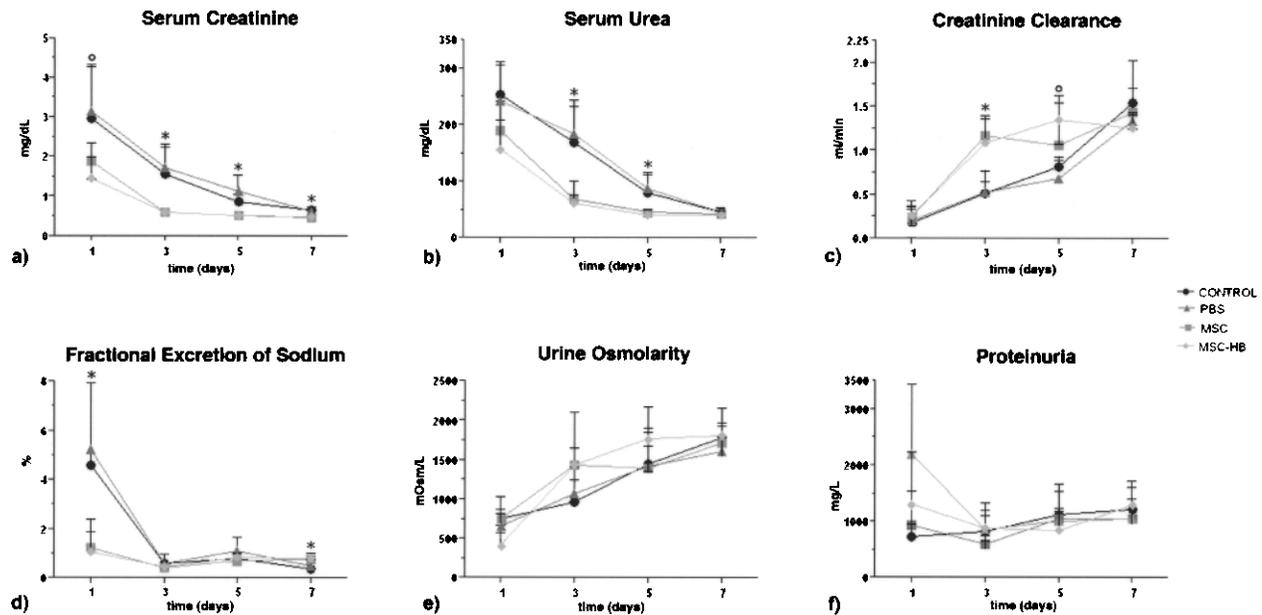 Serum Creatinine
5
4
3
2
1
0
mg/dL
o
*
*
*
1 3 5 7
time (days)
a)
Serum Urea
350
200
100
50
0
mg/dL
*
*
1 3 5 7
time (days)
b)
Creatinine Clearance
2.25
2.0
1.5
1.0
0.5
0.0
ml/min
*
o
1 3 5 7
time (days)
c)
CONTROL
PBS
MSC
MSC-HB
Fractional Excretion of Sodium
8
6
4
2
0
%
*
*
1 3 5 7
time (days)
d)
Urine Osmolarity
2500
2000
1500
1000
500
0
mOsm/L
1 3 5 7
time (days)
e)
Proteinuria
3500
3000
2000
1000
0
mg/L
1 3 5 7
time (days)
f)